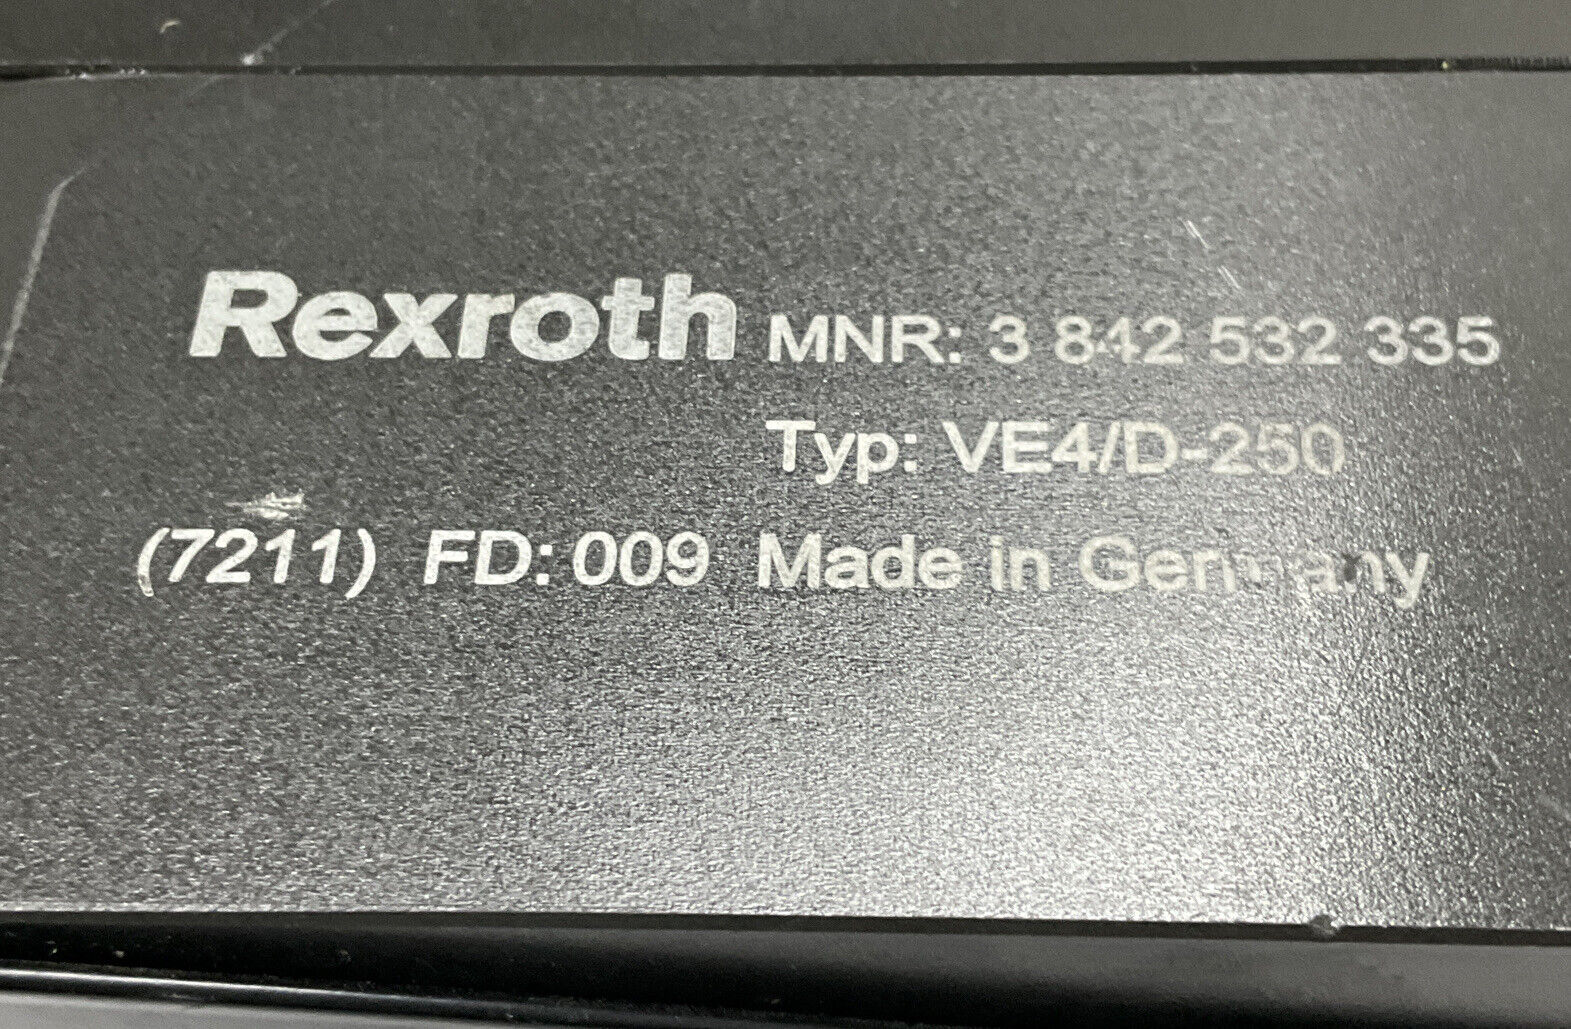 Rexroth MNR: 3 842 532 335
Typ: VE4/D-250
(7211) FD: 009 Made in Germany